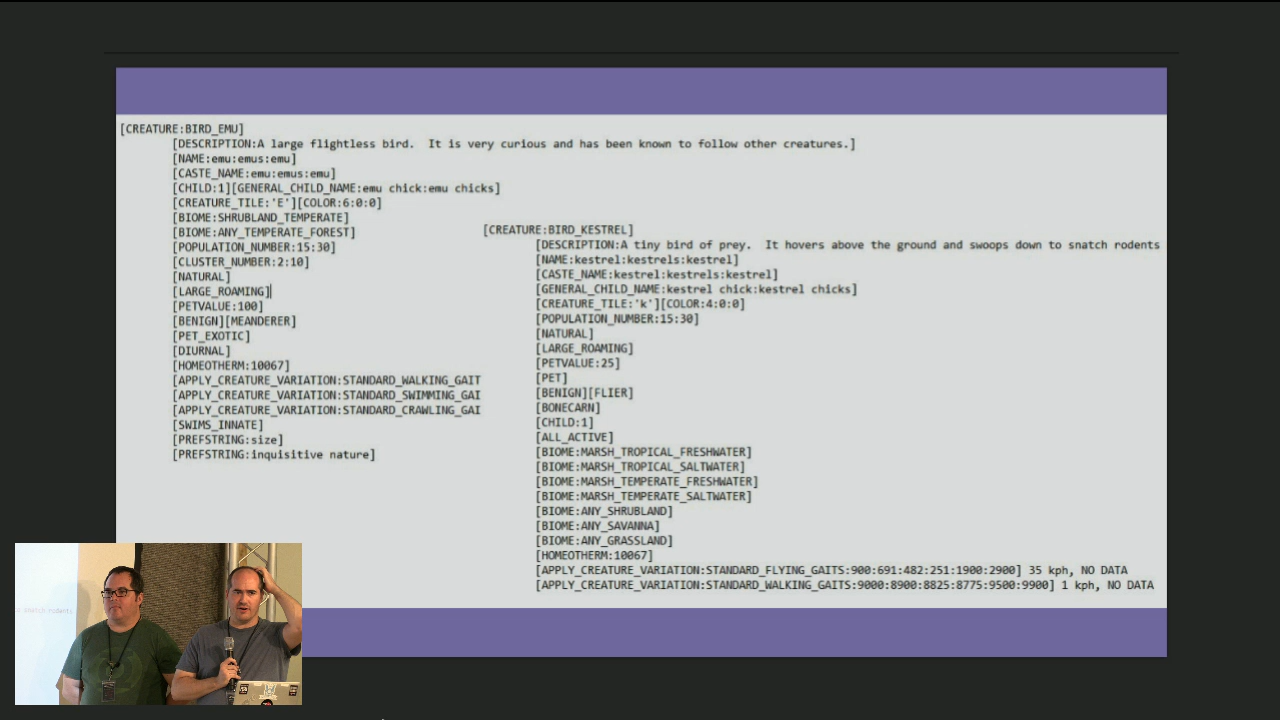 [CREATURE:BIRD_EMU]
[DESCRIPTION:A large flightless bird.  It is very curious and has been known to follow other creatures.]
[NAME:emu:emus:emu]
[CASTE_NAME:emu:emus:emu]
[CHILD:1][GENERAL_CHILD_NAME:emu chick:emu chicks]
[CREATURE_TILE:'E'][COLOR:6:0:0]
[BIOME:SHRUBLAND_TEMPERATE]
[BIOME:ANY_TEMPERATE_FOREST]
[POPULATION_NUMBER:15:30]
[CLUSTER_NUMBER:2:10]
[NATURAL]
[LARGE_ROAMING]
[PETVALUE:100]
[BENIGN][MEANDERER]
[PET_EXOTIC]
[DIURNAL]
[HOMEOTHERM:10067]
[APPLY_CREATURE_VARIATION:STANDARD_WALKING_GAIT
[APPLY_CREATURE_VARIATION:STANDARD_SWIMMING_GAI
[APPLY_CREATURE_VARIATION:STANDARD_CRAWLING_GAI
[SWIMS_INNATE]
[PREFSTRING:size]
[PREFSTRING:inquisitive nature]
[CREATURE:BIRD_KESTREL]
[DESCRIPTION:A tiny bird of prey.  It hovers above the ground and swoops down to snatch rodents
[NAME:kestrel:kestrels:kestrel]
[CASTE_NAME:kestrel:kestrels:kestrel]
[GENERAL_CHILD_NAME:kestrel chick:kestrel chicks]
[CREATURE_TILE:'k'][COLOR:4:0:0]
[POPULATION_NUMBER:15:30]
[NATURAL]
[LARGE_ROAMING]
[PETVALUE:25]
[PET]
[BENIGN][FLIER]
[BONECARN]
[CHILD:1]
[ALL_ACTIVE]
[BIOME:MARSH_TROPICAL_FRESHWATER]
[BIOME:MARSH_TROPICAL_SALTWATER]
[BIOME:MARSH_TEMPERATE_FRESHWATER]
[BIOME:MARSH_TEMPERATE_SALTWATER]
[BIOME:ANY_SHRUBLAND]
[BIOME:ANY_SAVANNA]
[BIOME:ANY_GRASSLAND]
[HOMEOTHERM:10067]
[APPLY_CREATURE_VARIATION:STANDARD_FLYING_GAITS:900:691:482:251:1900:2900] 35 kph, NO DATA
[APPLY_CREATURE_VARIATION:STANDARD_WALKING_GAITS:9000:8900:8825:8775:9500:9900] 1 kph, NO DATA